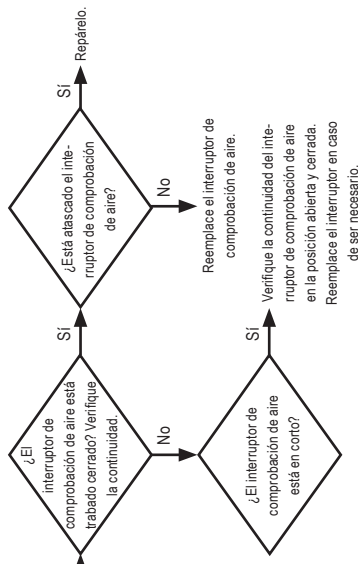 ¿El
interruptor de
comprobación de aire está
trabado cerrado? Verifique
la continuidad.
Sí
No
¿Está atascado el inte-
rruptor de comprobación
de aire?
Sí
Repárelo.
No
Reemplace el interruptor de
comprobación de aire.
¿El interruptor de
comprobación de aire
está en corto?
Sí
Verifique la continuidad del inte-
rruptor de comprobación de aire
en la posición abierta y cerrada.
Reemplace el interruptor en caso
de ser necesario.